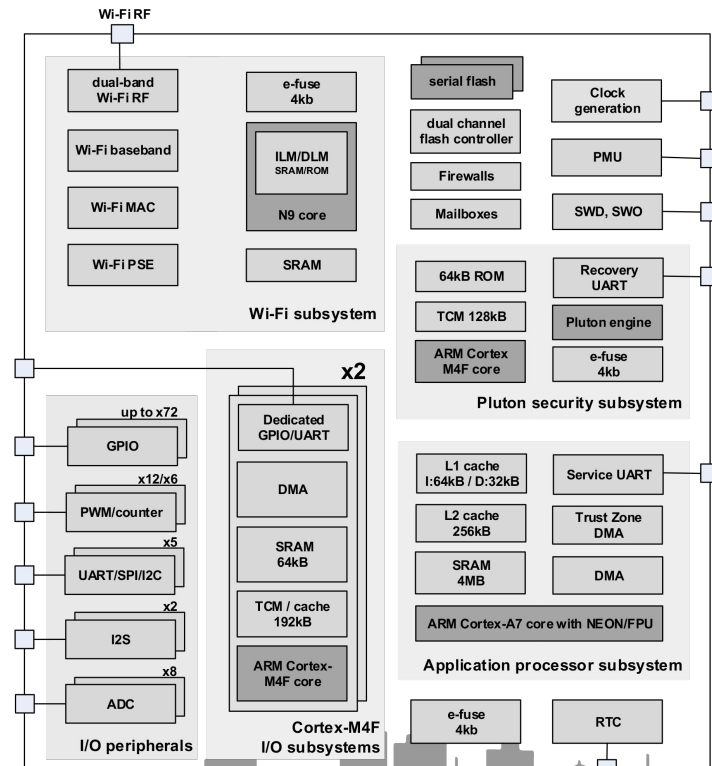 Wi-Fi RF
dual-band
Wi-Fi RF
Wi-Fi baseband
Wi-Fi MAC
Wi-Fi PSE
e-fuse
4kb
ILM/DLM
SRAM/ROM
N9 core
SRAM
Wi-Fi subsystem
serial flash
dual channel
flash controller
Firewalls
Mailboxes
Clock
generation
PMU
SWD, SWO
64kB ROM
TCM 128kB
ARM Cortex
M4F core
Recovery
UART
Pluton engine
e-fuse
4kb
Pluton security subsystem
up to x72
GPIO
x12/x6
PWM/counter
x5
UART/SPI/I2C
x2
I2S
x8
ADC
I/O peripherals
x2
Dedicated
GPIO/UART
DMA
SRAM
64kB
TCM / cache
192kB
ARM Cortex-
M4F core
Cortex-M4F
I/O subsystems
L1 cache
I:64kB / D:32kB
L2 cache
256kB
SRAM
4MB
Service UART
Trust Zone
DMA
DMA
ARM Cortex-A7 core with NEON/FPU
Application processor subsystem
e-fuse
4kb
RTC